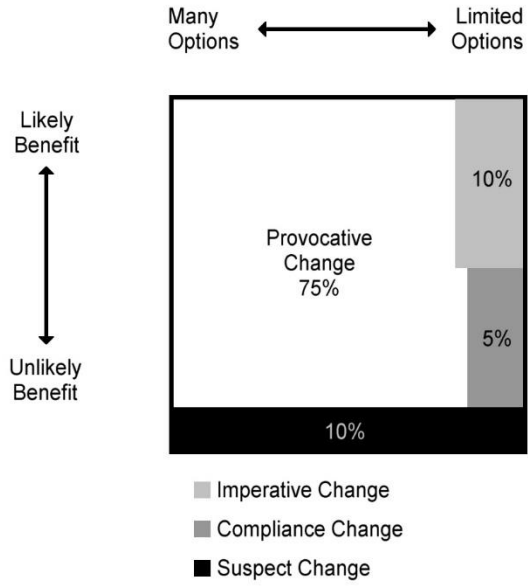 Many
Options
Limited
Options
Likely
Benefit
10%
Provocative
Change
75%
5%
Unlikely
Benefit
10%
Imperative Change
Compliance Change
Suspect Change